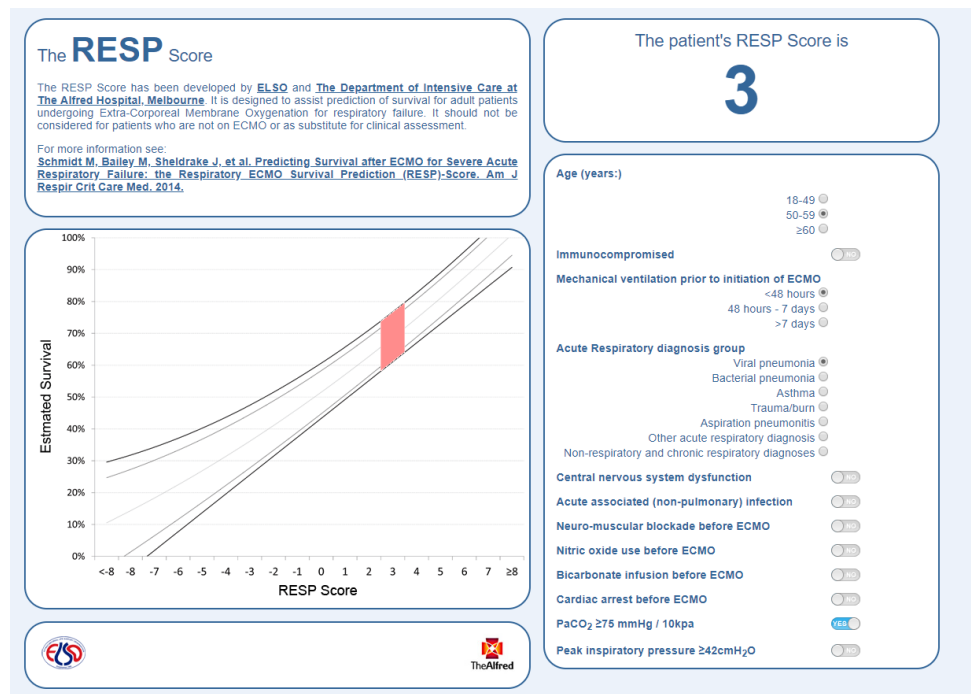 The RESP Score
The RESP Score has been developed by ELSO and The Department of Intensive Care at
The Alfred Hospital, Melbourne. It is designed to assist prediction of survival for adult patients
undergoing Extra-Corporeal Membrane Oxygenation for respiratory failure. It should not be
considered for patients who are not on ECMO or as substitute for clinical assessment.
For more information see:
Schmidt M, Bailey M, Sheldrake J, et al. Predicting Survival after ECMO for Severe Acute
Respiratory Failure: the Respiratory ECMO Survival Prediction (RESP)-Score. Am J
Respir Crit Care Med. 2014.
100%
90%
80%
70%
60%
50%
40%
30%
20%
10%
0%
Estmated Survival
<-8 -8 -7 -6 -5 -4 -3 -2 -1 0 1 2 3 4 5 6 7 ≥8
RESP Score
ELSO
TheAlfred
The patient's RESP Score is
3
Age (years:)
18-49
50-59
≥60
Immunocompromised NO
Mechanical ventilation prior to initiation of ECMO
<48 hours
48 hours - 7 days
>7 days
Acute Respiratory diagnosis group
Viral pneumonia
Bacterial pneumonia
Asthma
Trauma/burn
Aspiration pneumonitis
Other acute respiratory diagnosis
Non-respiratory and chronic respiratory diagnoses
Central nervous system dysfunction NO
Acute associated (non-pulmonary) infection NO
Neuro-muscular blockade before ECMO NO
Nitric oxide use before ECMO NO
Bicarbonate infusion before ECMO NO
Cardiac arrest before ECMO NO
PaCO₂ ≥75 mmHg / 10kpa YES
Peak inspiratory pressure ≥42cmH₂O NO